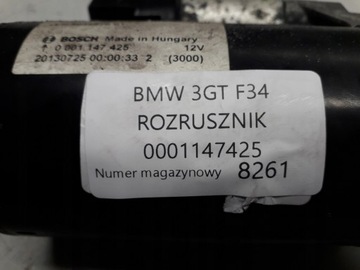 BOSCH Made in Hungary
0 001 147 425 12V
20130725 00:00:33 2 (3000)
BMW 3GT F34
ROZRUSZNIK
0001147425
Numer magazynowy 8261